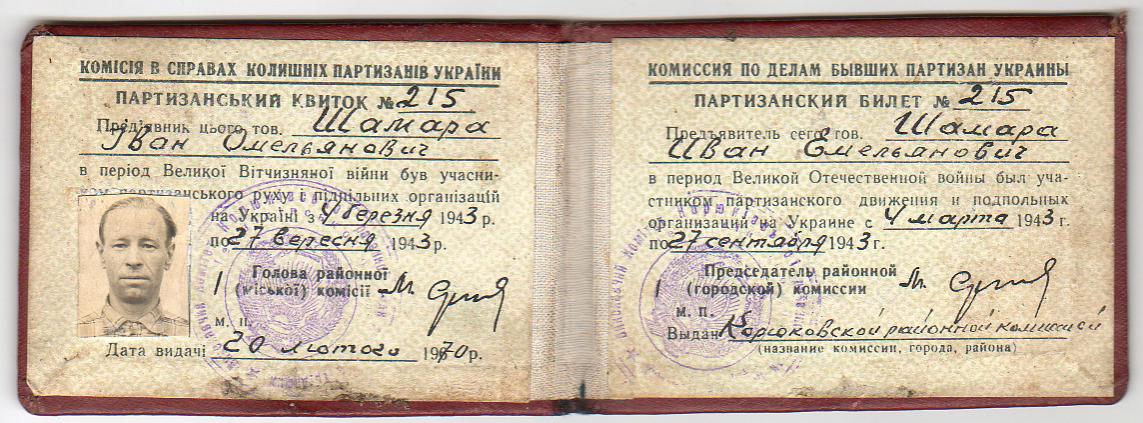 КОМІСІЯ В СПРАВАХ КОЛИШНІХ ПАРТИЗАНІВ УКРАЇНИ
ПАРТИЗАНСЬКИЙ КВИТОК № 215
Пред'явник цього тов. Шамара
Іван Омельянович
в період Великої Вітчизняної війни був учасни-
ком партизанського руху і підпільних організацій
на Україні з 4 березня 1943 р.
по 27 вересня 1943 р.
Голова районної
(міської) комісії
м. п.
Дата видачі 20 лютого 1970 р.
КОМИССИЯ ПО ДЕЛАМ БЫВШИХ ПАРТИЗАН УКРАИНЫ
ПАРТИЗАНСКИЙ БИЛЕТ № 215
Предъявитель сего тов. Шамара
Иван Емельянович
в период Великой Отечественной войны был уча-
стником партизанского движения и подпольных
организаций на Украине с 4 марта 1943 г.
по 27 сентября 1943 г.
Председатель районной
(городской) комиссии
м. п.
Выдан Корюковской районной комиссией
(название комиссии, города, района)